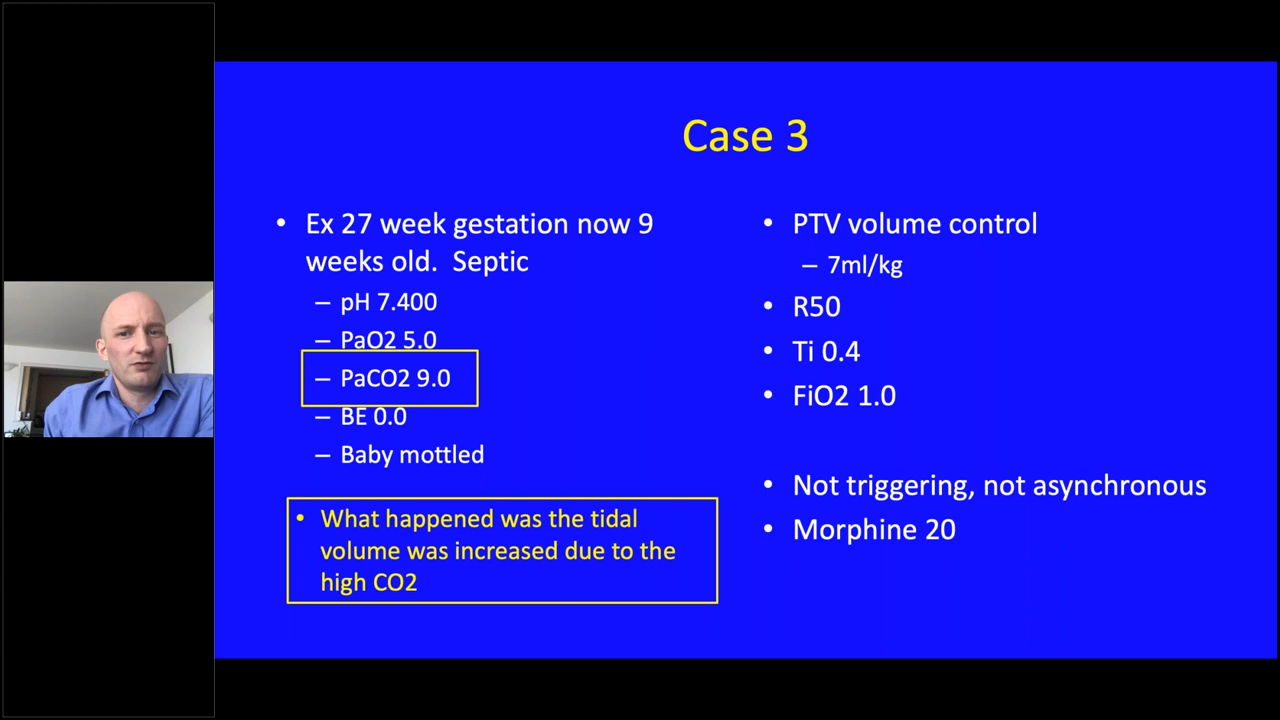 Case 3
• Ex 27 week gestation now 9
weeks old.  Septic
– pH 7.400
– PaO2 5.0
– PaCO2 9.0
– BE 0.0
– Baby mottled
• What happened was the tidal
volume was increased due to the
high CO2
• PTV volume control
– 7ml/kg
• R50
• Ti 0.4
• FiO2 1.0
• Not triggering, not asynchronous
• Morphine 20